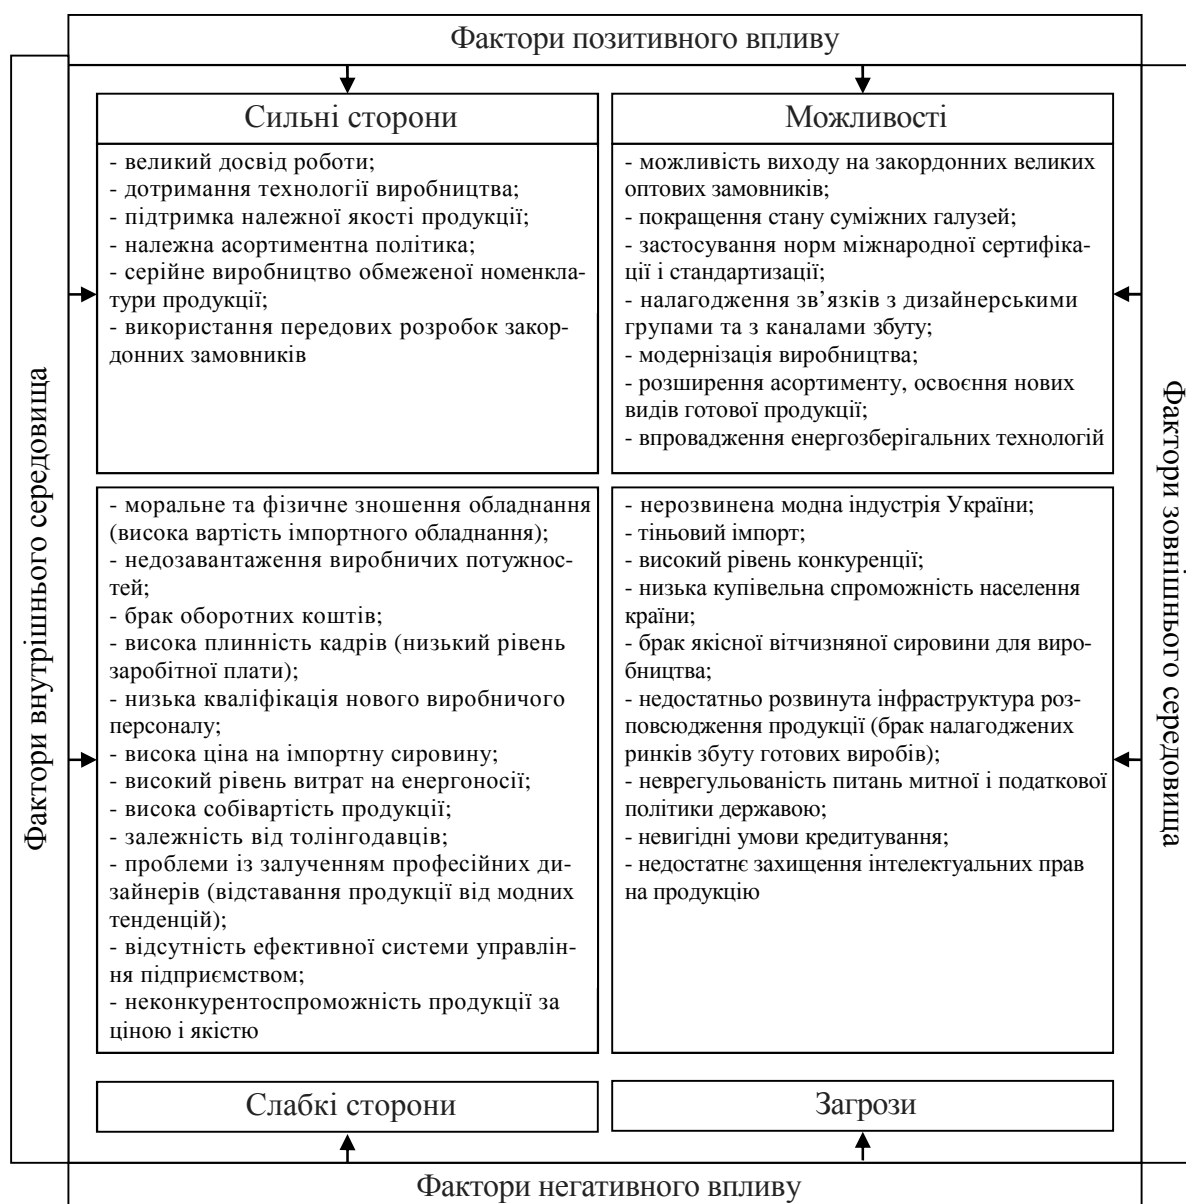 Фактори позитивного впливу
Фактори внутрішнього середовища
Сильні сторони
- великий досвід роботи;
- дотримання технології виробництва;
- підтримка належної якості продукції;
- належна асортиментна політика;
- серійне виробництво обмеженої номенкла-
тури продукції;
- використання передових розробок закор-
донних замовників
Можливості
- можливість виходу на закордонних великих
оптових замовників;
- покращення стану суміжних галузей;
- застосування норм міжнародної сертифіка-
ції і стандартизації;
- налагодження зв’язків з дизайнерськими
групами та з каналами збуту;
- модернізація виробництва;
- розширення асортименту, освоєння нових
видів готової продукції;
- впровадження енергозберігальних технологій
Фактори зовнішнього середовища
- моральне та фізичне зношення обладнання
(висока вартість імпортного обладнання);
- недозавантаження виробничих потужнос-
тей;
- брак оборотних коштів;
- висока плинність кадрів (низький рівень
заробітної плати);
- низька кваліфікація нового виробничого
персоналу;
- висока ціна на імпортну сировину;
- високий рівень витрат на енергоносії;
- висока собівартість продукції;
- залежність від толінгодавців;
- проблеми із залученням професійних ди-
зайнерів (відставання продукції від модних
тенденцій);
- відсутність ефективної системи управлін-
ня підприємством;
- неконкурентоспроможність продукції за
ціною і якістю
- нерозвинена модна індустрія України;
- тіньовий імпорт;
- високий рівень конкуренції;
- низька купівельна спроможність населення
країни;
- брак якісної вітчизняної сировини для виро-
бництва;
- недостатньо розвинута інфраструктура роз-
повсюдження продукції (брак налагоджених
ринків збуту готових виробів);
- неврегульованість питань митної і податкової
політики державою;
- невигідні умови кредитування;
- недостатнє захищення інтелектуальних прав
на продукцію
Слабкі сторони
Загрози
Фактори негативного впливу